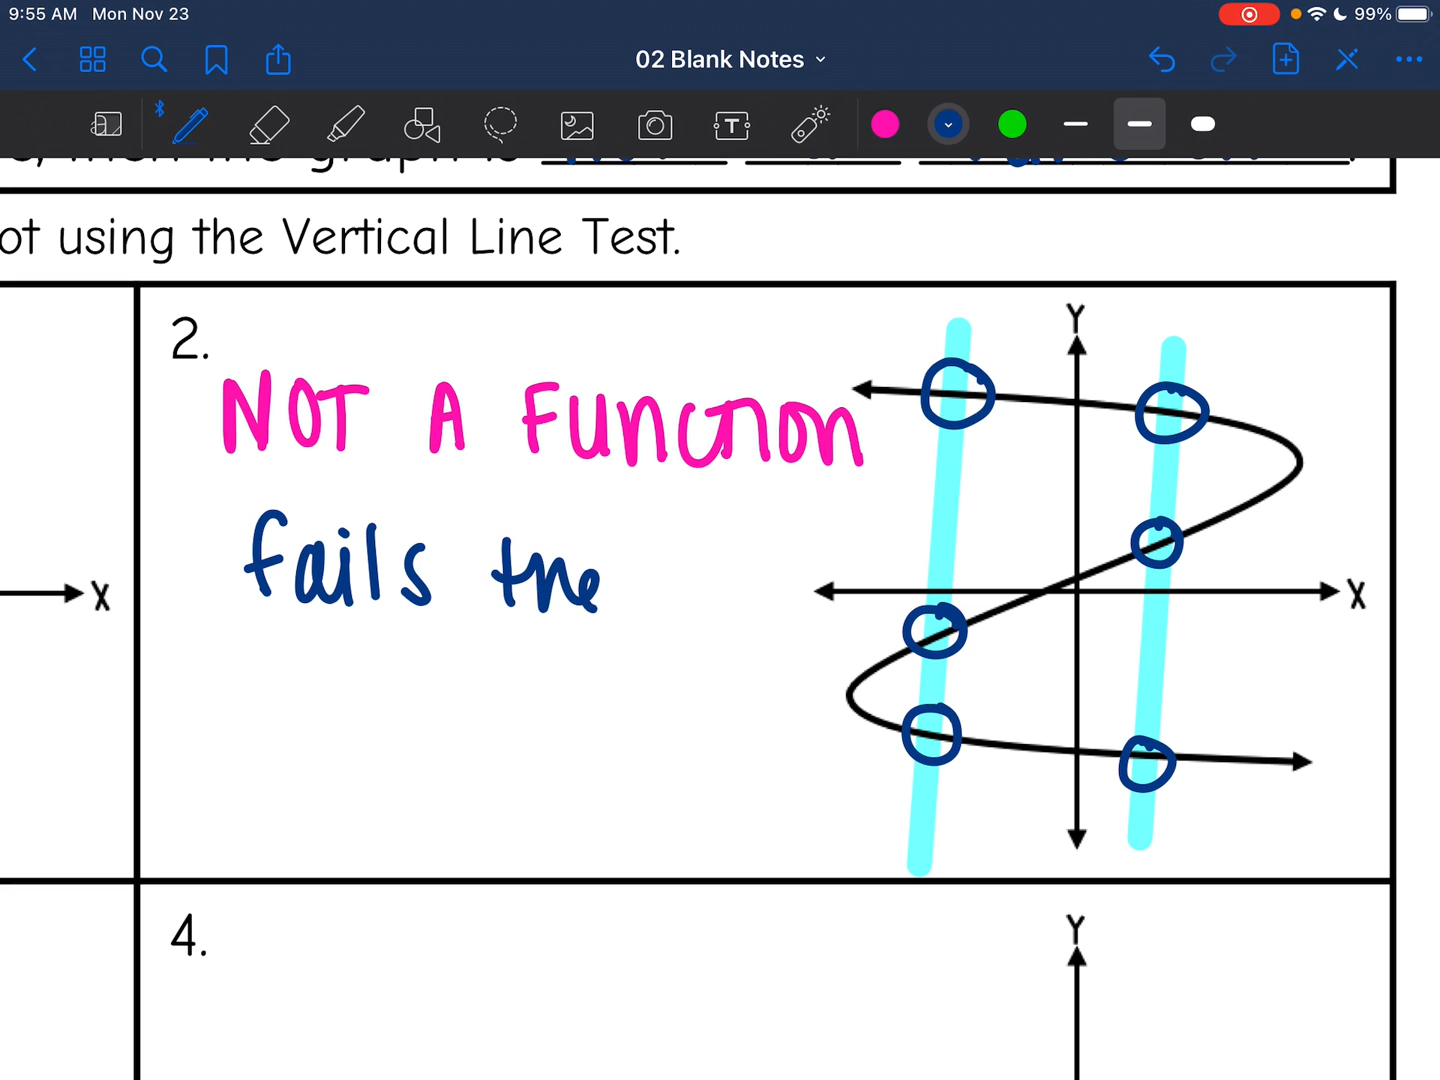 9:55 AM Mon Nov 23
99%
02 Blank Notes
T
ot using the Vertical Line Test.
2.
Y
NOT A Function
fails the
X
X
4.
Y